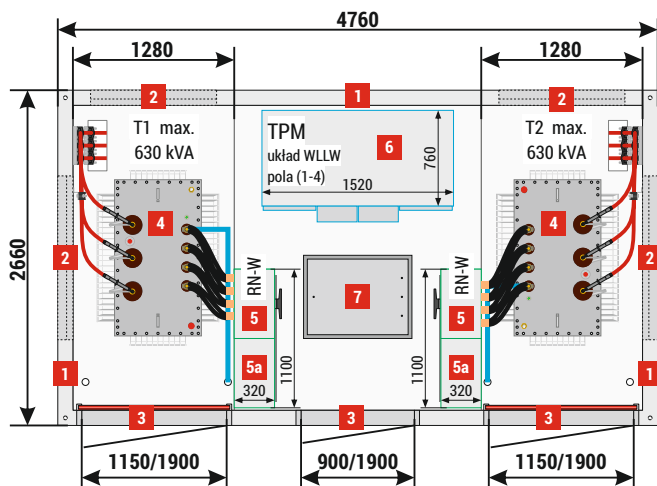 4760
1280
1280
2
1
2
T1 max.
630 kVA
TPM
układ WLLW
pola (1-4)
6
760
1520
T2 max.
630 kVA
4
4
2660
2
2
RN-W
RN-W
7
5
5
1100
1100
5a
5a
320
320
1
1
3
3
3
1150/1900
900/1900
1150/1900